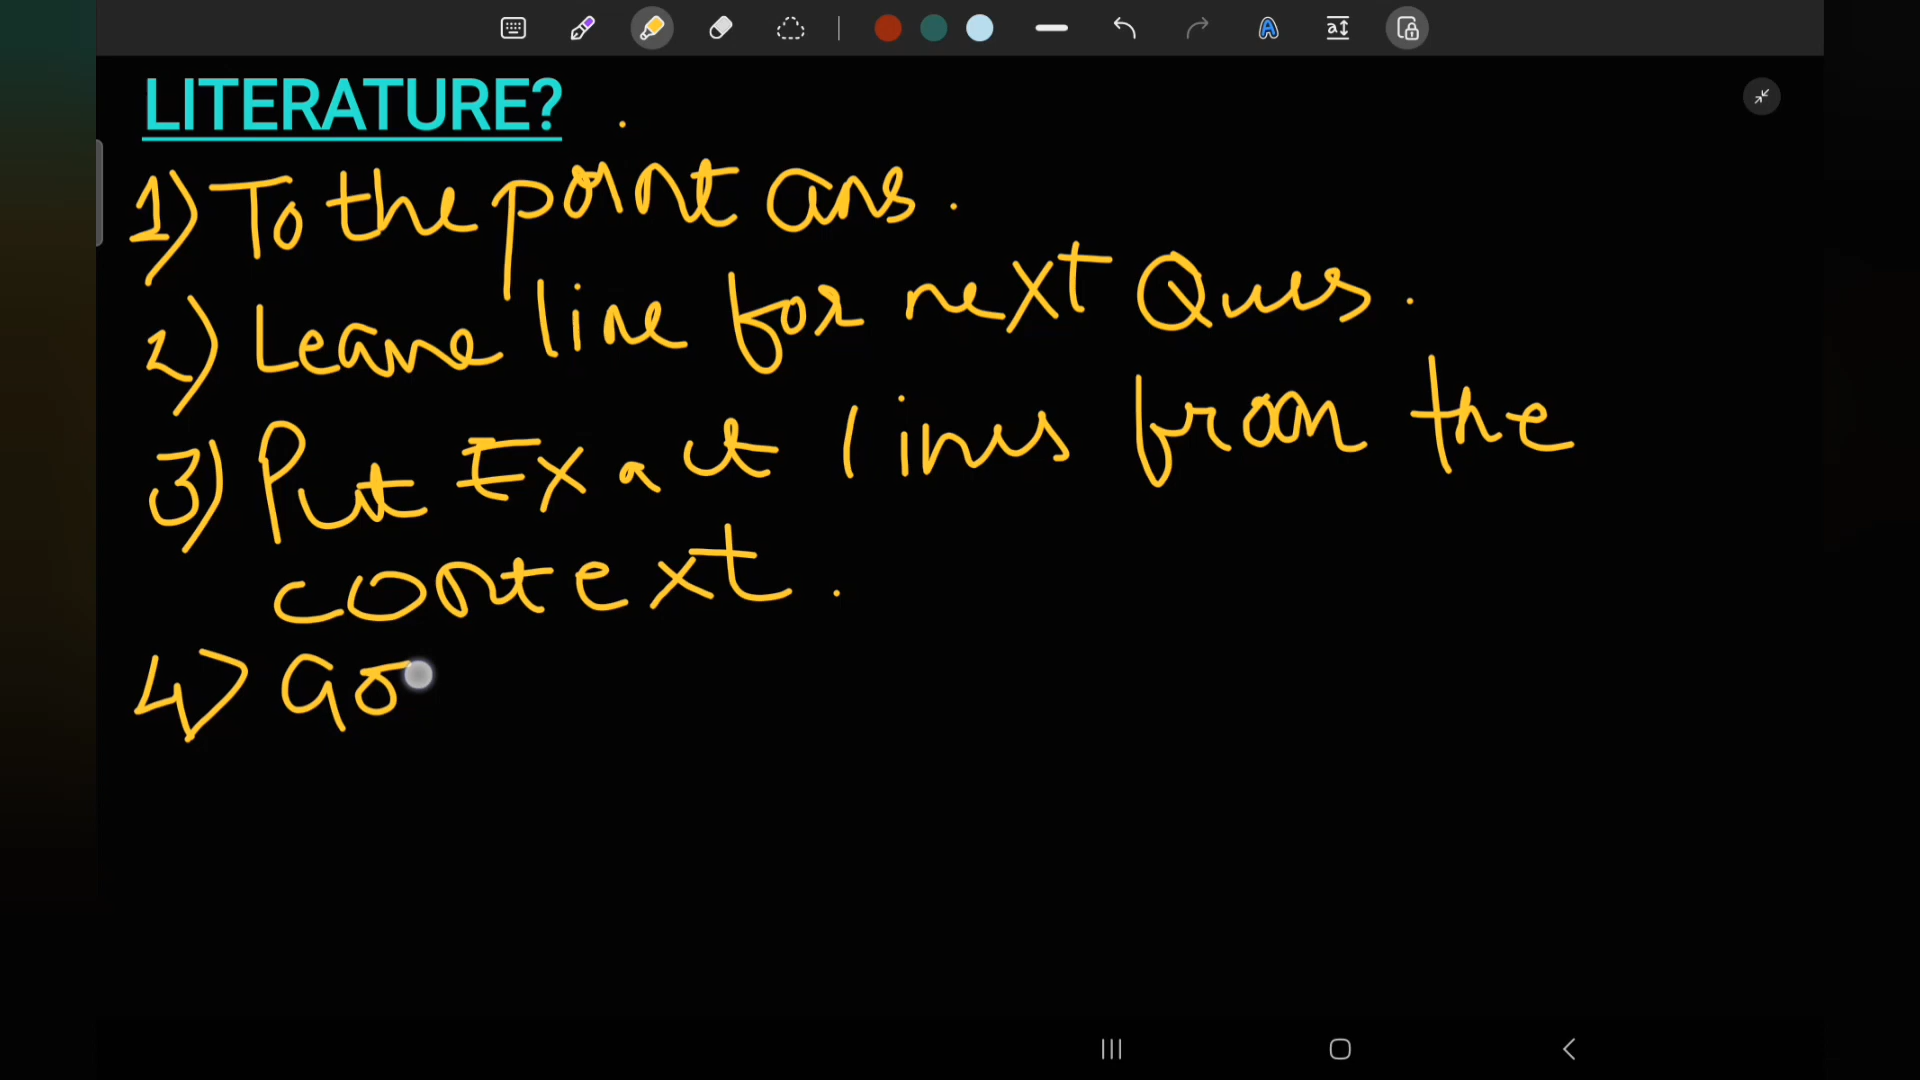 LITERATURE?
1) To the point ans.
2) Leave line for next Ques.
3) Put Exact lines from the
context.
4) Go